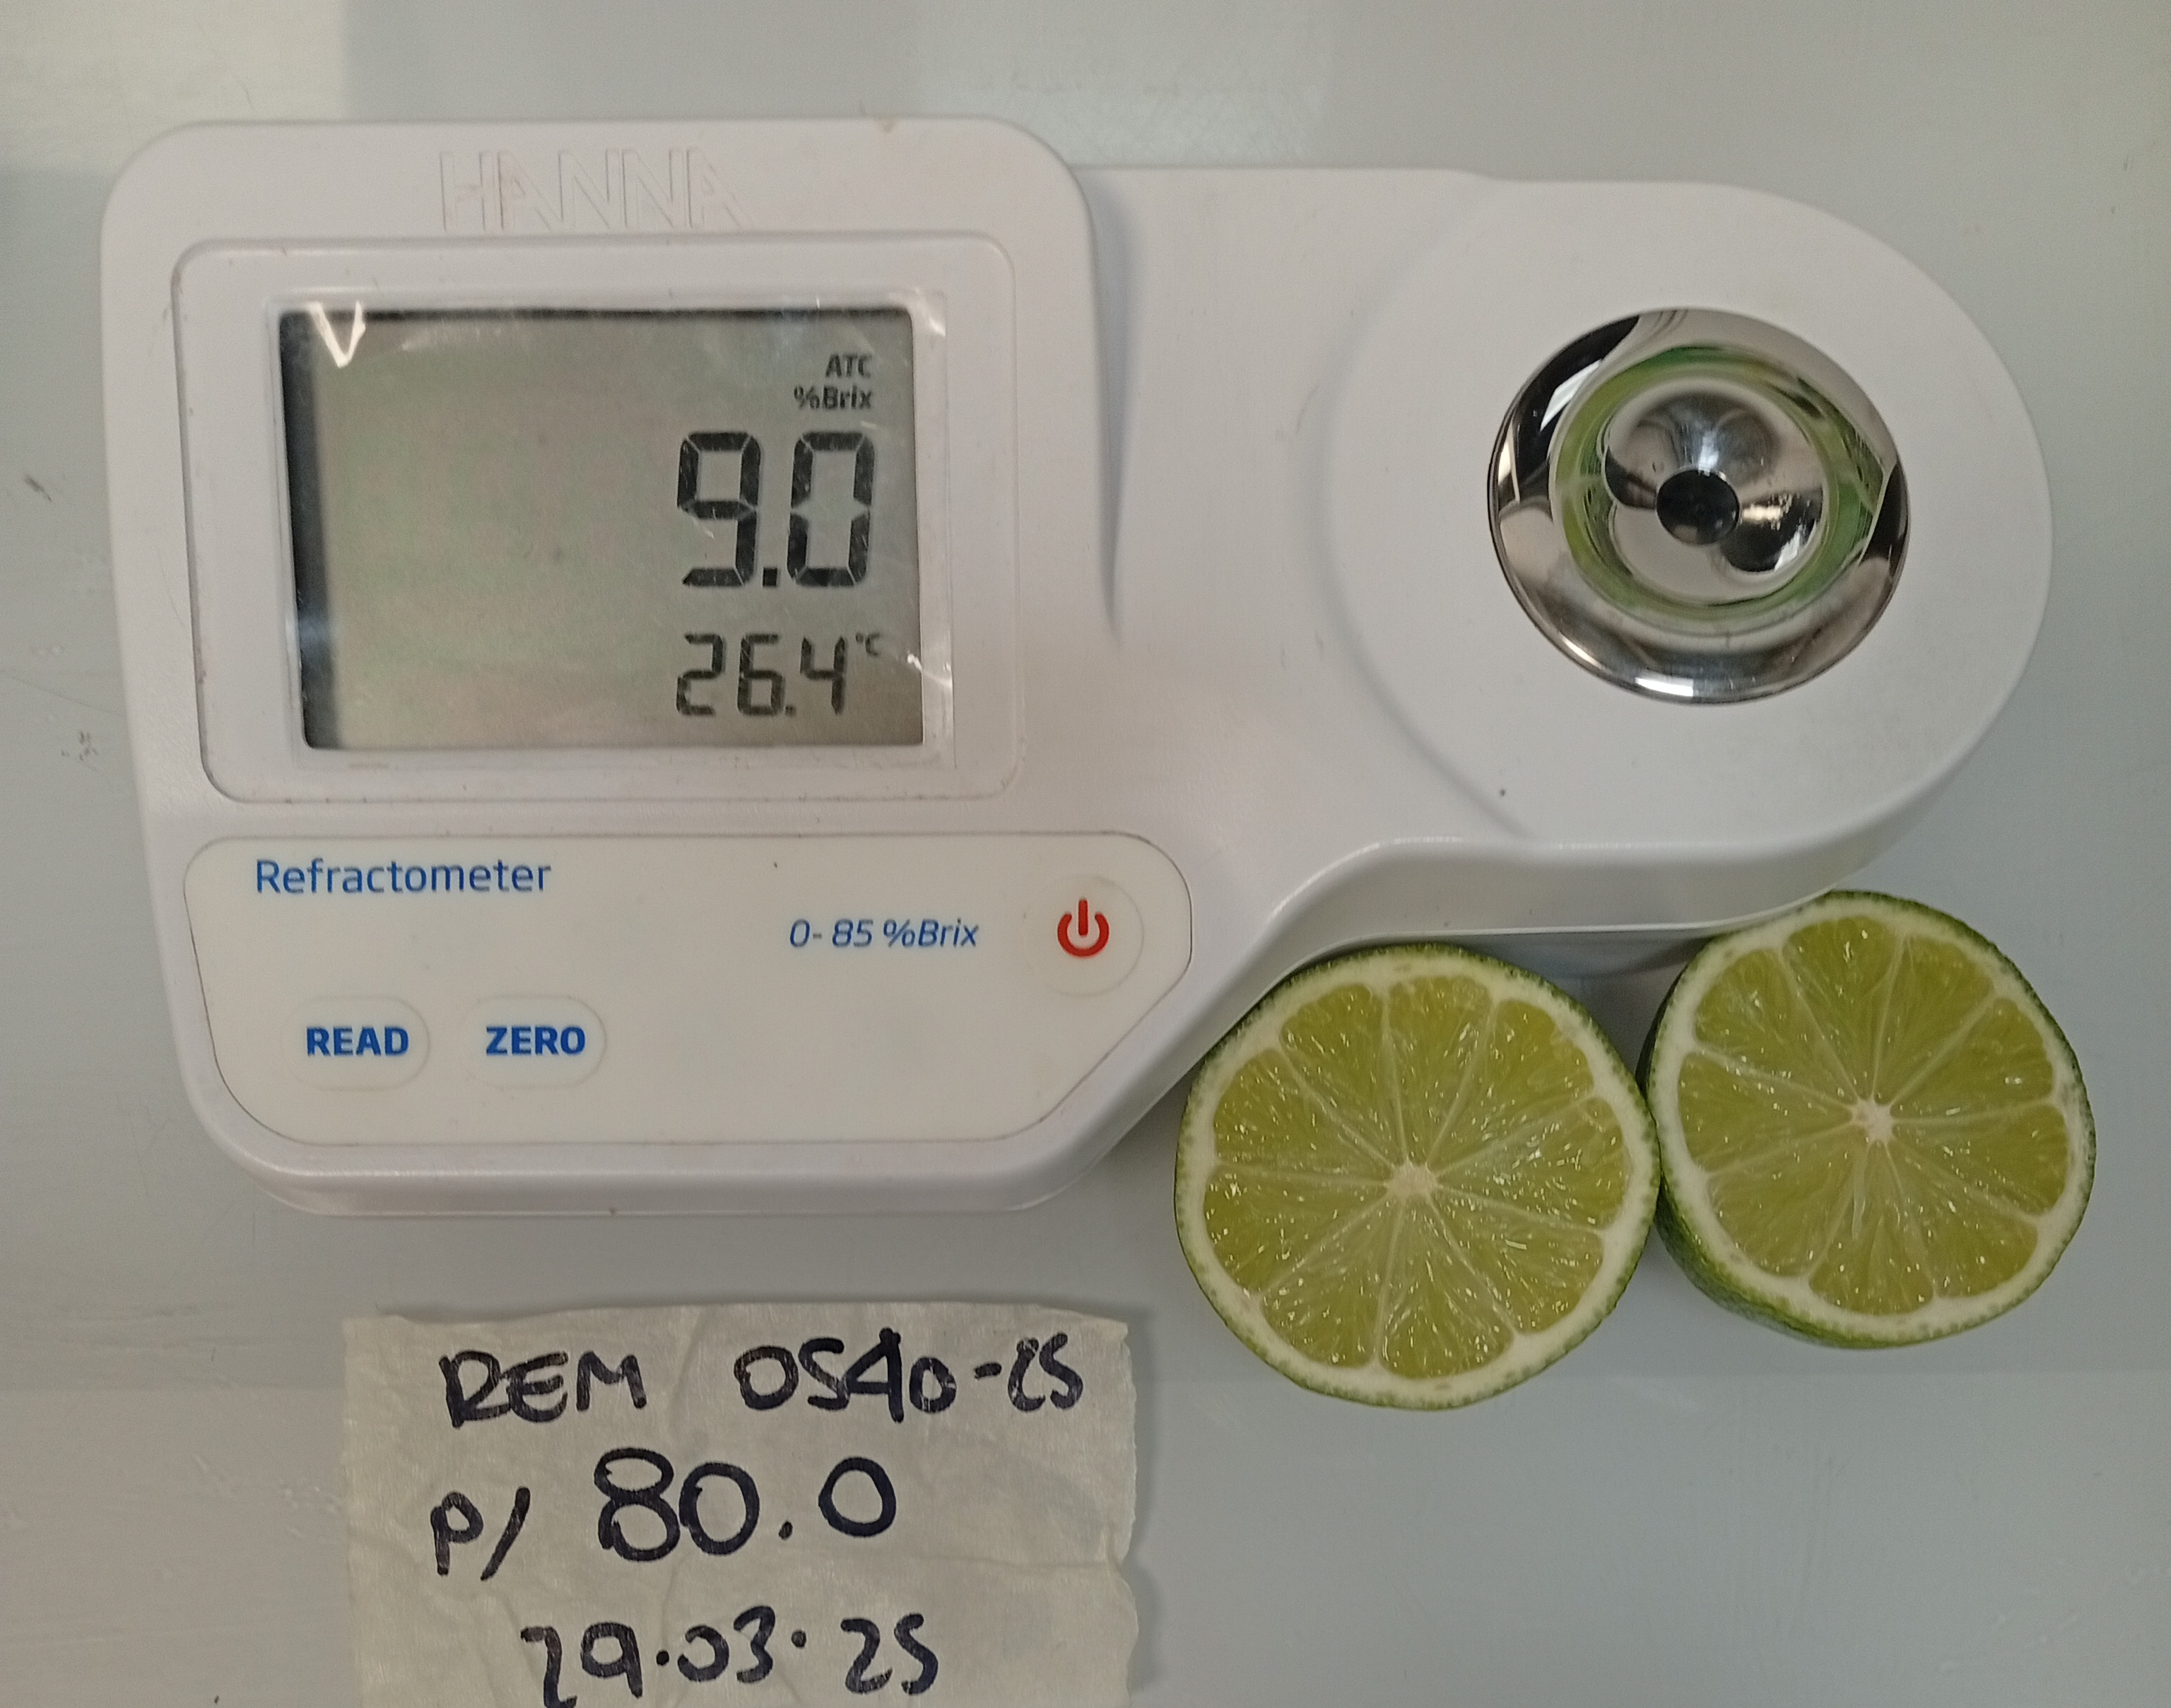 HANNA
ATC
%Brix
9.0
26.4°C
Refractometer
0-85 %Brix
READ ZERO
REM 0540-25
P/ 80.0
29.03.25